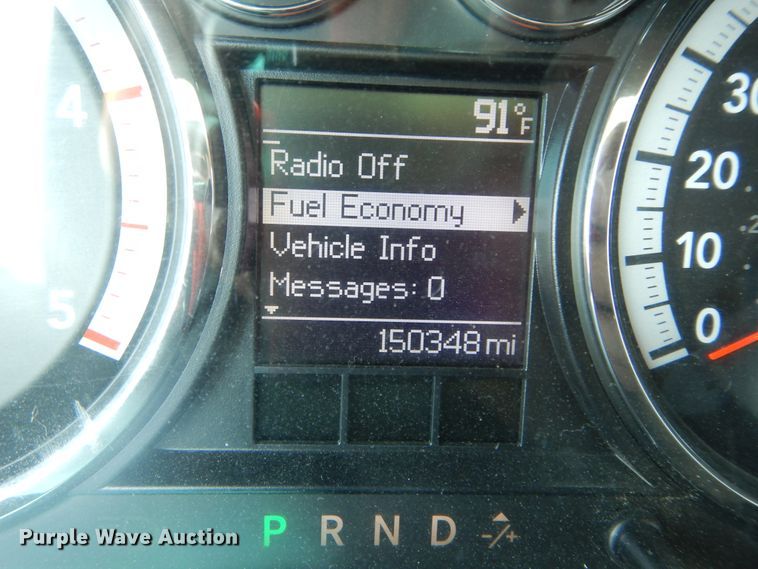 91°F
Radio Off
Fuel Economy
Vehicle Info
Messages: 0
150348 mi
4
5
30
20
10
0
P R N D -/+
Purple Wave Auction